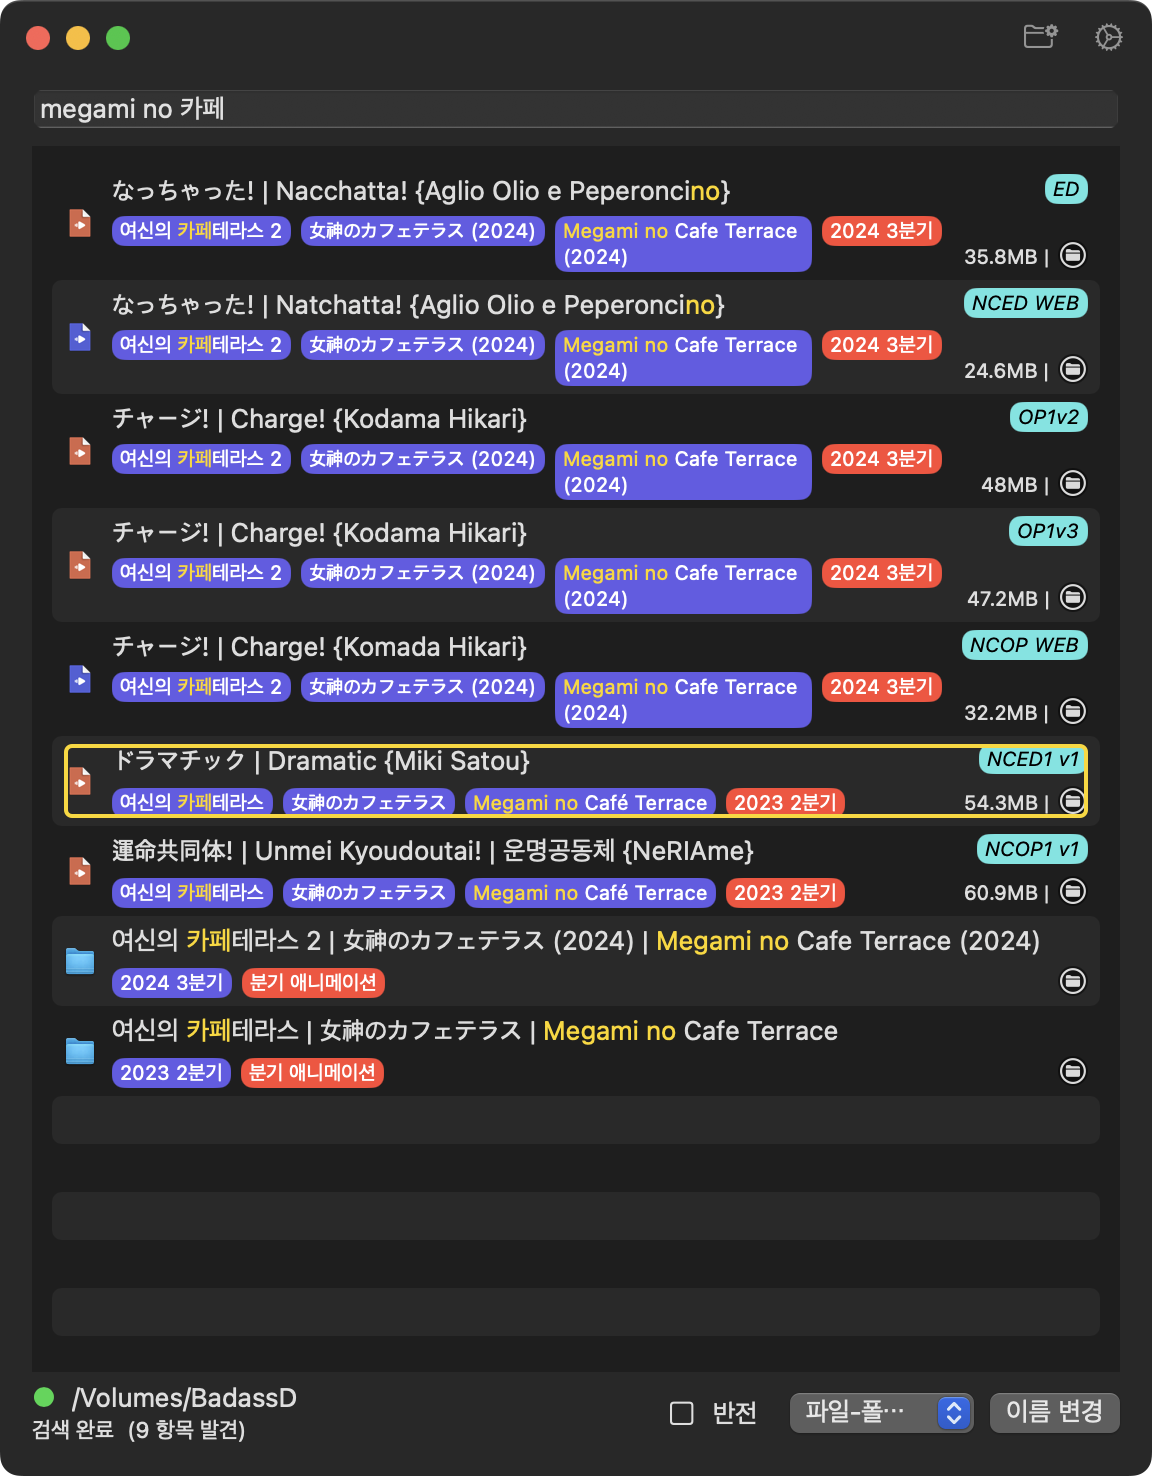 megami no 카페
なっちゃった! | Nacchatta! {Aglio Olio e Peperoncino}
ED
여신의 카페테라스 2
女神のカフェテラス (2024)
Megami no Cafe Terrace
(2024)
2024 3분기
35.8MB |
なっちゃった! | Natchatta! {Aglio Olio e Peperoncino}
NCED WEB
여신의 카페테라스 2
女神のカフェテラス (2024)
Megami no Cafe Terrace
(2024)
2024 3분기
24.6MB |
チャージ! | Charge! {Kodama Hikari}
OP1v2
여신의 카페테라스 2
女神のカフェテラス (2024)
Megami no Cafe Terrace
(2024)
2024 3분기
48MB |
チャージ! | Charge! {Kodama Hikari}
OP1v3
여신의 카페테라스 2
女神のカフェテラス (2024)
Megami no Cafe Terrace
(2024)
2024 3분기
47.2MB |
チャージ! | Charge! {Komada Hikari}
NCOP WEB
여신의 카페테라스 2
女神のカフェテラス (2024)
Megami no Cafe Terrace
(2024)
2024 3분기
32.2MB |
ドラマチック | Dramatic {Miki Satou}
NCED1 v1
여신의 카페테라스
女神のカフェテラス
Megami no Café Terrace
2023 2분기
54.3MB |
運命共同体! | Unmei Kyoudoutai! | 운명공동체 {NeRIAme}
NCOP1 v1
여신의 카페테라스
女神のカフェテラス
Megami no Café Terrace
2023 2분기
60.9MB |
여신의 카페테라스 2 | 女神のカフェテラス (2024) | Megami no Cafe Terrace (2024)
2024 3분기
분기 애니메이션
여신의 카페테라스 | 女神のカフェテラス | Megami no Cafe Terrace
2023 2분기
분기 애니메이션
/Volumes/BadassD
검색 완료 (9 항목 발견)
반전
파일-폴…
이름 변경